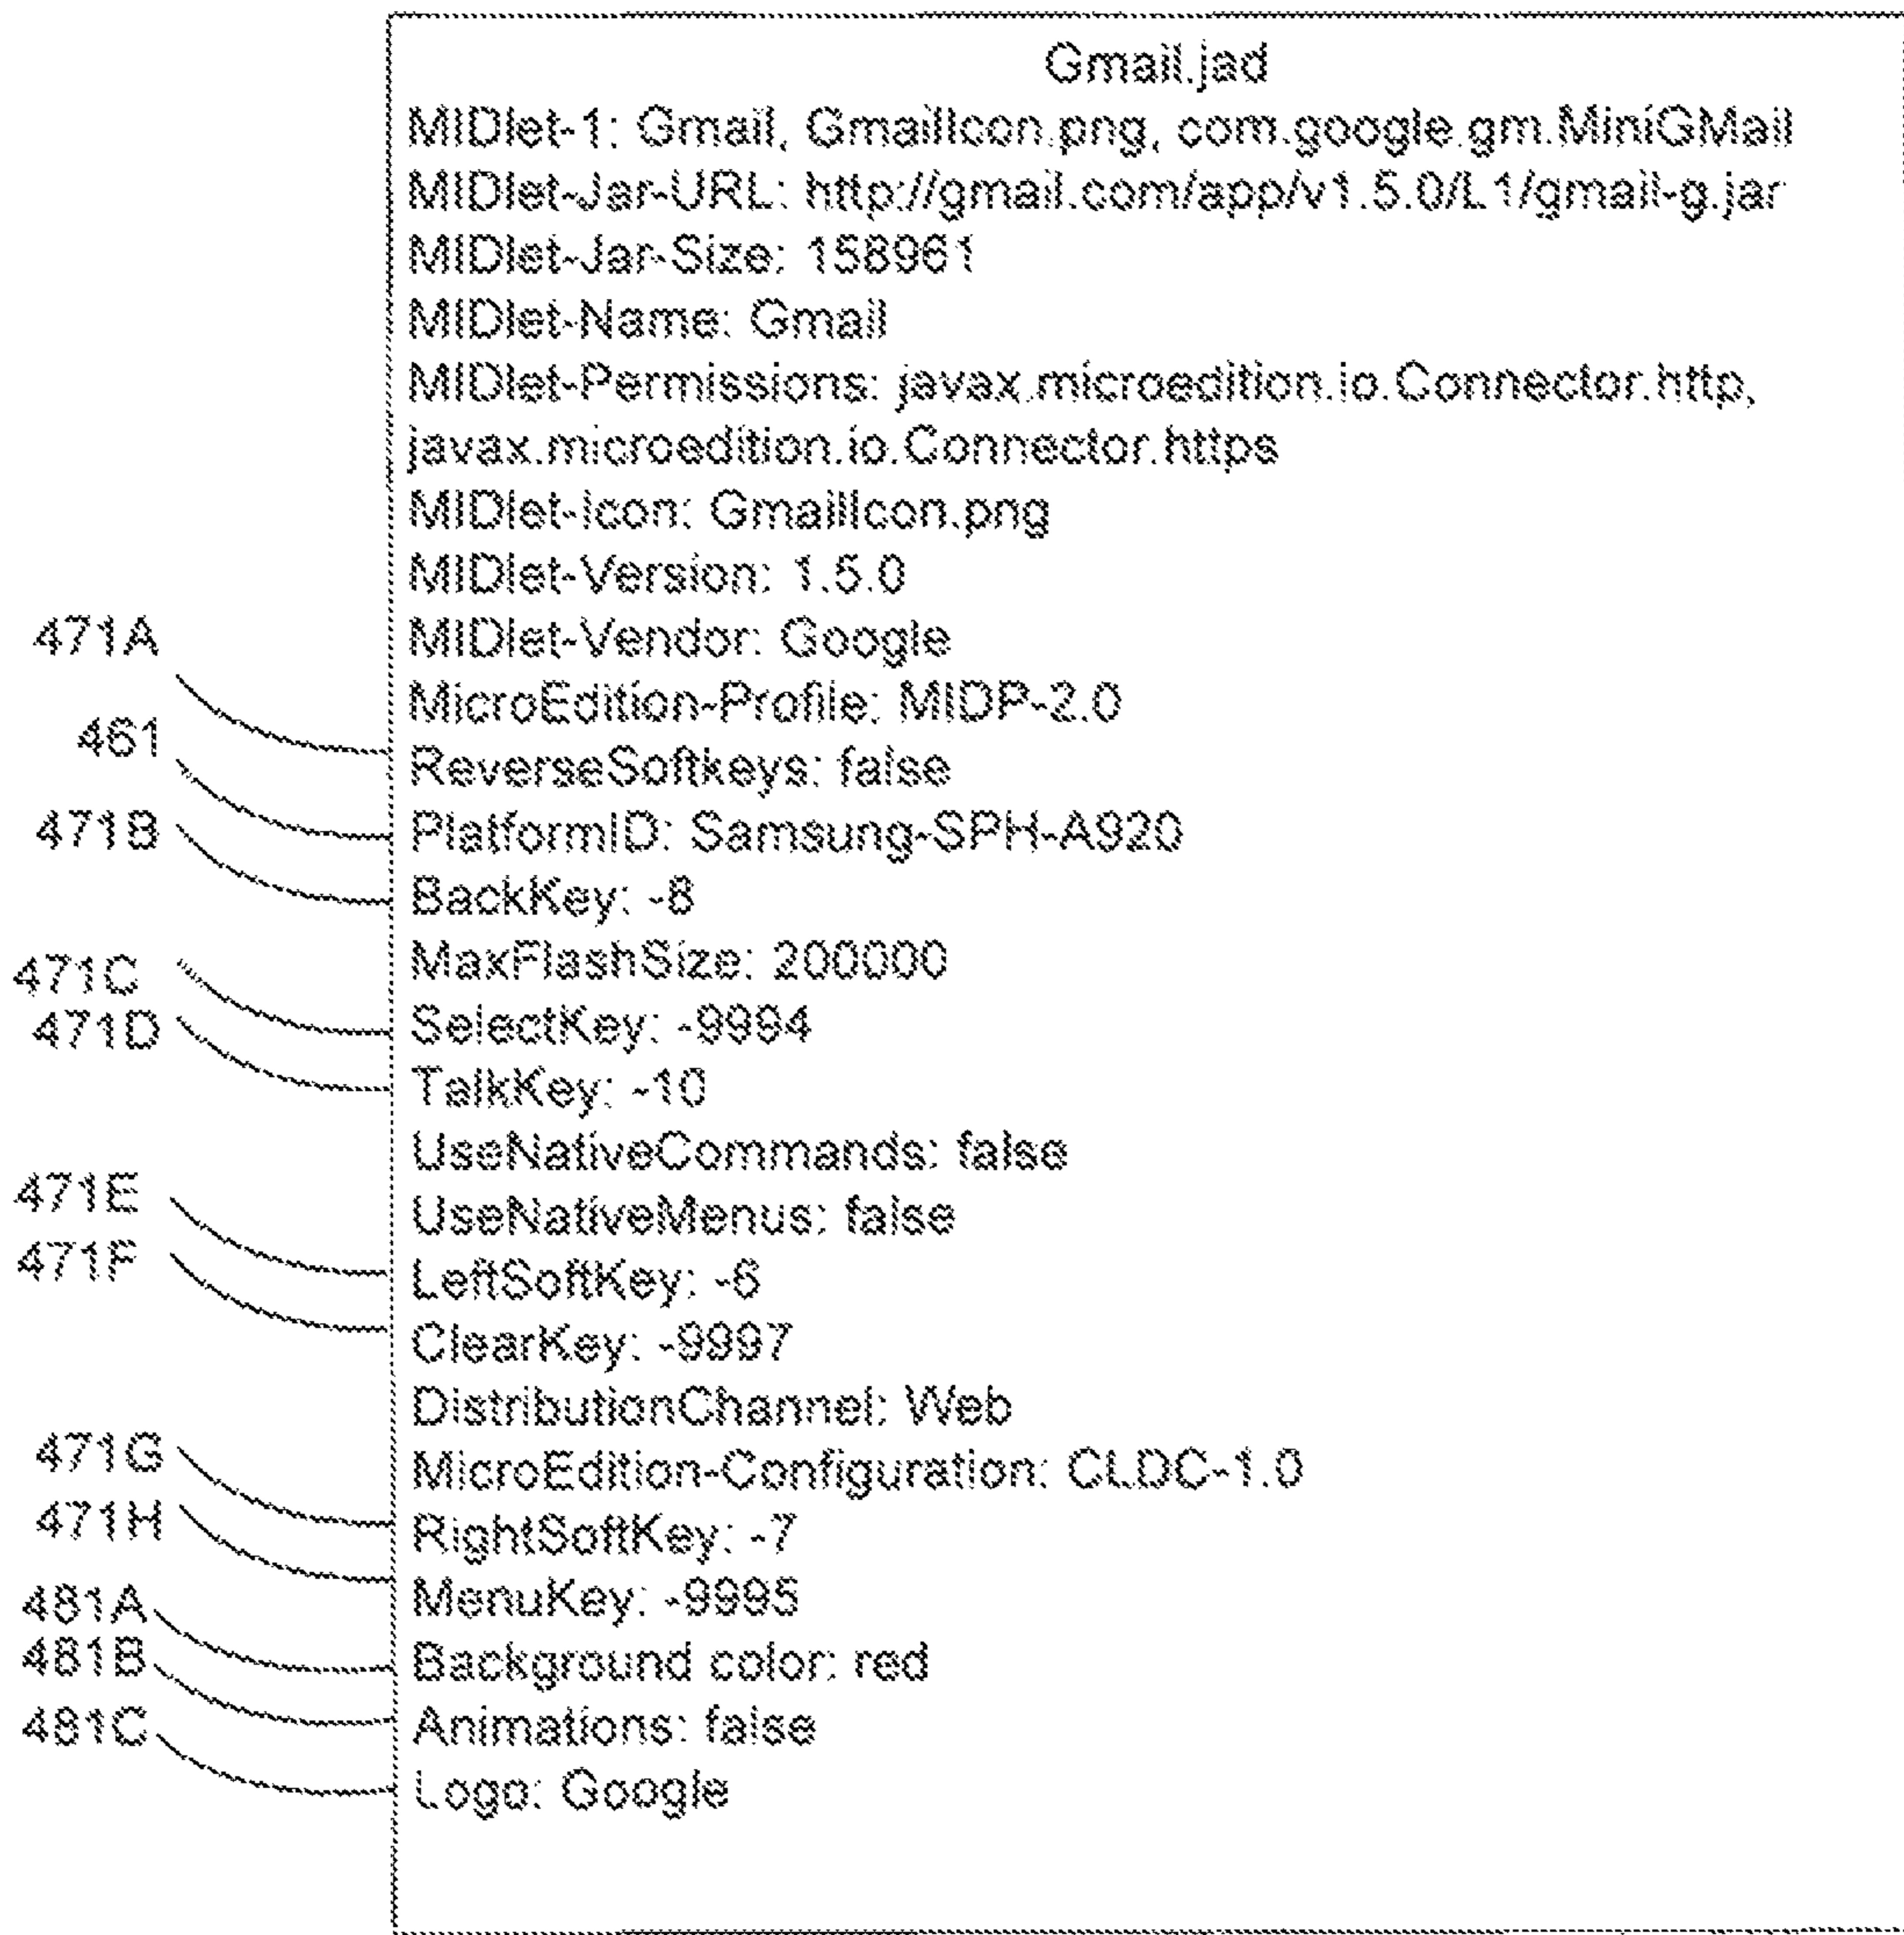 Gmail.jad
MIDlet-1: Gmail, GmailIcon.png, com.google.gm.MiniGMail
MIDlet-Jar-URL: http://gmail.com/app/v1.5.0/L1/gmail-g.jar
MIDlet-Jar-Size: 158961
MIDlet-Name: Gmail
MIDlet-Permissions: javax.microedition.io.Connector.http,
javax.microedition.io.Connector.https
MIDlet-Icon: GmailIcon.png
MIDlet-Version: 1.5.0
471A MIDlet-Vendor: Google
MicroEdition-Profile: MIDP-2.0
461 ReverseSoftkeys: false
471B PlatformID: Samsung-SPH-A920
BackKey: -8
471C MaxFlashSize: 200000
471D SelectKey: -9994
TalkKey: -10
UseNativeCommands: false
471E UseNativeMenus: false
471F LeftSoftKey: -6
ClearKey: -9997
DistributionChannel: Web
471G MicroEdition-Configuration: CLDC-1.0
471H RightSoftKey: -7
481A MenuKey: -9995
481B Background color: red
481C Animations: false
Logo: Google